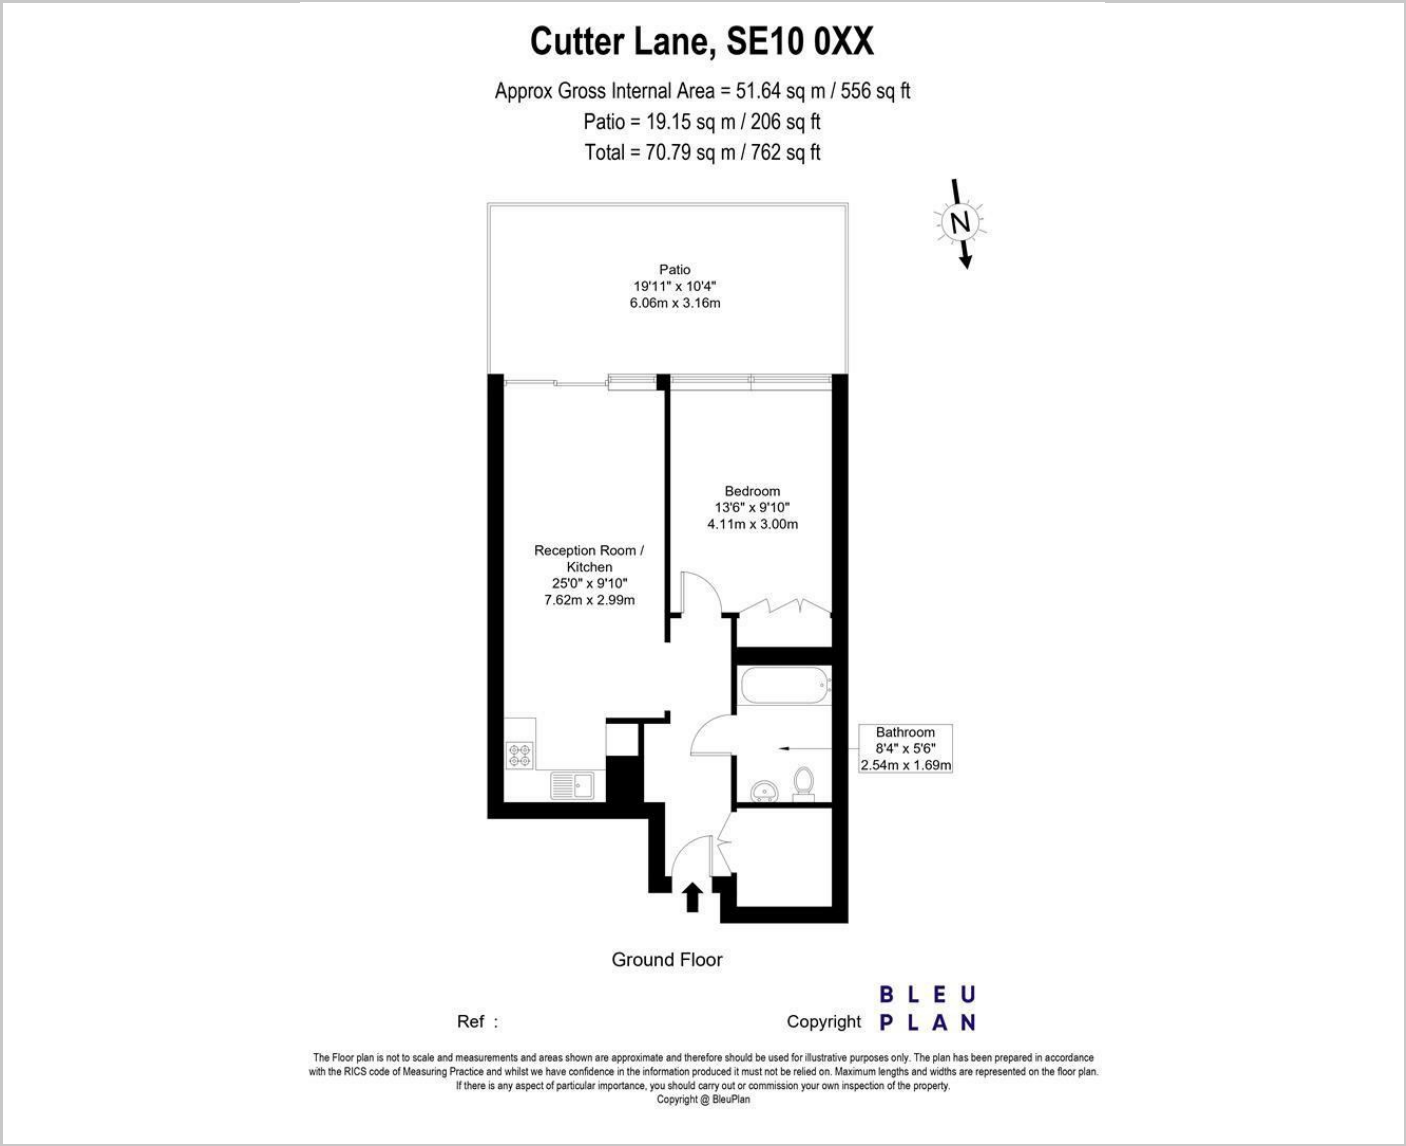 Cutter Lane, SE10 0XX
Approx Gross Internal Area = 51.64 sq m / 556 sq ft
Patio = 19.15 sq m / 206 sq ft
Total = 70.79 sq m / 762 sq ft
N
Patio
19'11" x 10'4"
6.06m x 3.16m
Bedroom
13'6" x 9'10"
4.11m x 3.00m
Reception Room /
Kitchen
25'0" x 9'10"
7.62m x 2.99m
Bathroom
8'4" x 5'6"
2.54m x 1.69m
Ground Floor
Ref :
Copyright
BLEU
PLAN
The Floor plan is not to scale and measurements and areas shown are approximate and therefore should be used for illustrative purposes only. The plan has been prepared in accordance
with the RICS code of Measuring Practice and whilst we have confidence in the information produced it must not be relied on. Maximum lengths and widths are represented on the floor plan.
If there is any aspect of particular importance, you should carry out or commission your own inspection of the property.
Copyright @ BleuPlan